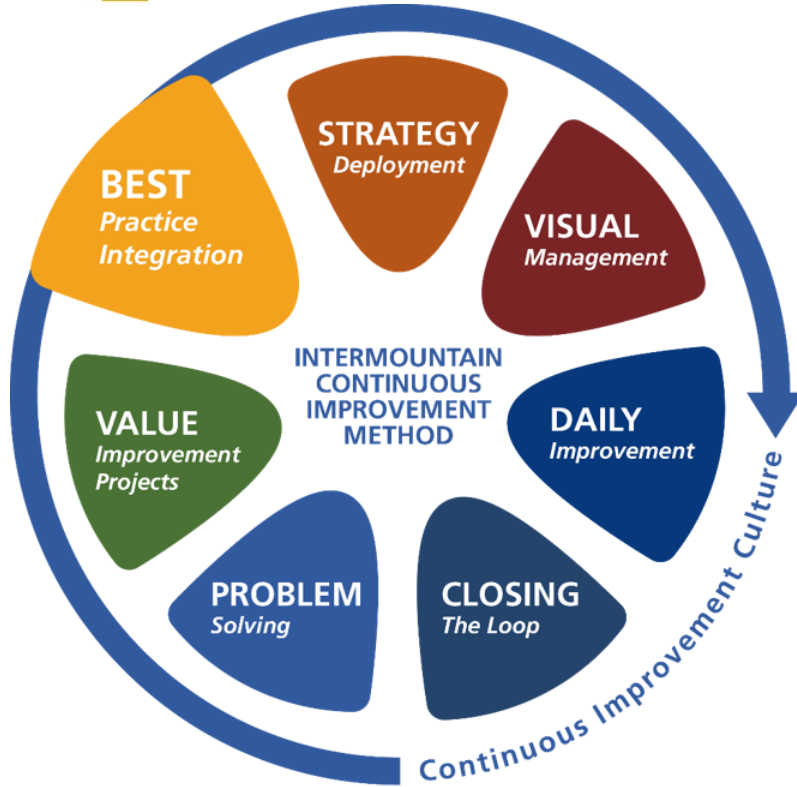 STRATEGY
Deployment
VISUAL
Management
DAILY
Improvement
CLOSING
The Loop
PROBLEM
Solving
VALUE
Improvement
Projects
BEST
Practice
Integration
INTERMOUNTAIN
CONTINUOUS
IMPROVEMENT
METHOD
Continuous Improvement Culture